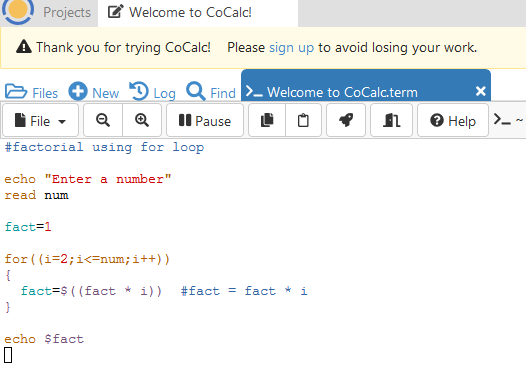 Projects Welcome to CoCalc!
Thank you for trying CoCalc! Please sign up to avoid losing your work.
Files New Log Find >_ Welcome to CoCalc.term ×
File Pause Help >_ ~
#factorial using for loop
echo "Enter a number"
read num
fact=1
for((i=2;i<=num;i++))
{
  fact=$((fact * i))  #fact = fact * i
}
echo $fact